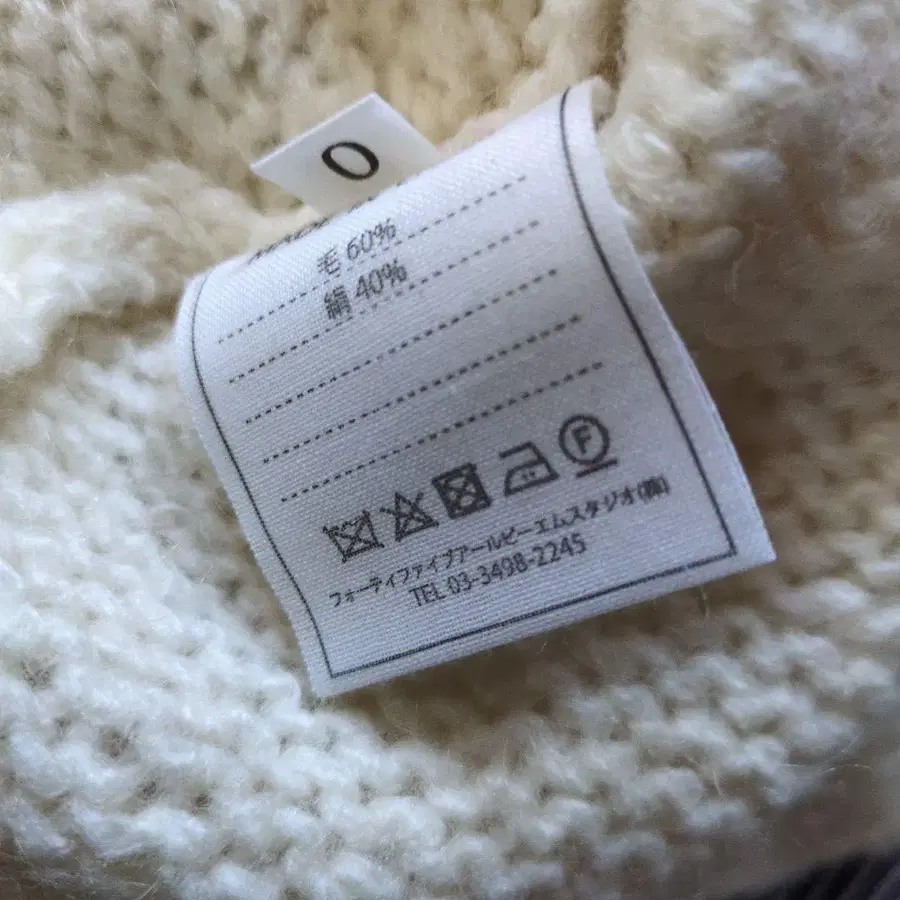 0
毛 60%
絹 40%
F
フォーティファイブアールピーエムスタジオ(株)
TEL 03-3498-2245